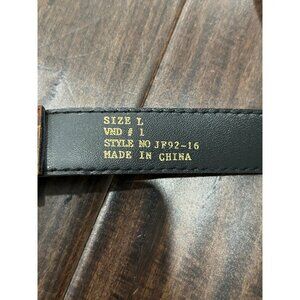 SIZE L
VND # 1
STYLE NO JF92-16
MADE IN CHINA